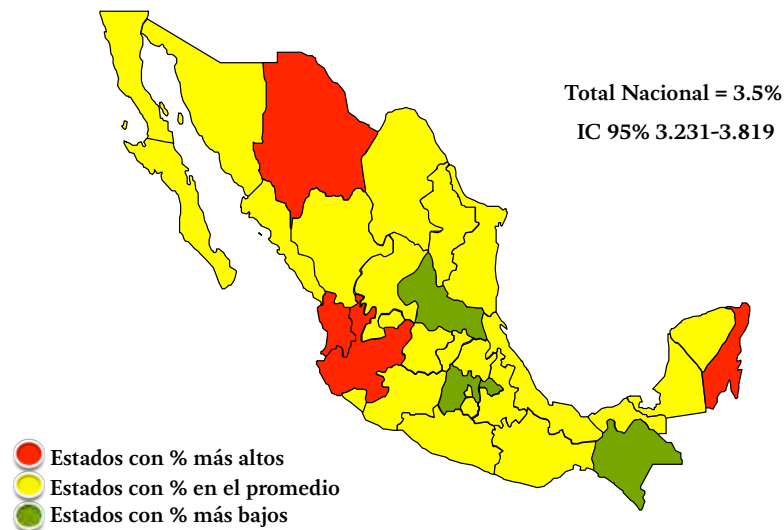 Total Nacional = 3.5%
IC 95% 3.231-3.819
Estados con % más altos
Estados con % en el promedio
Estados con % más bajos